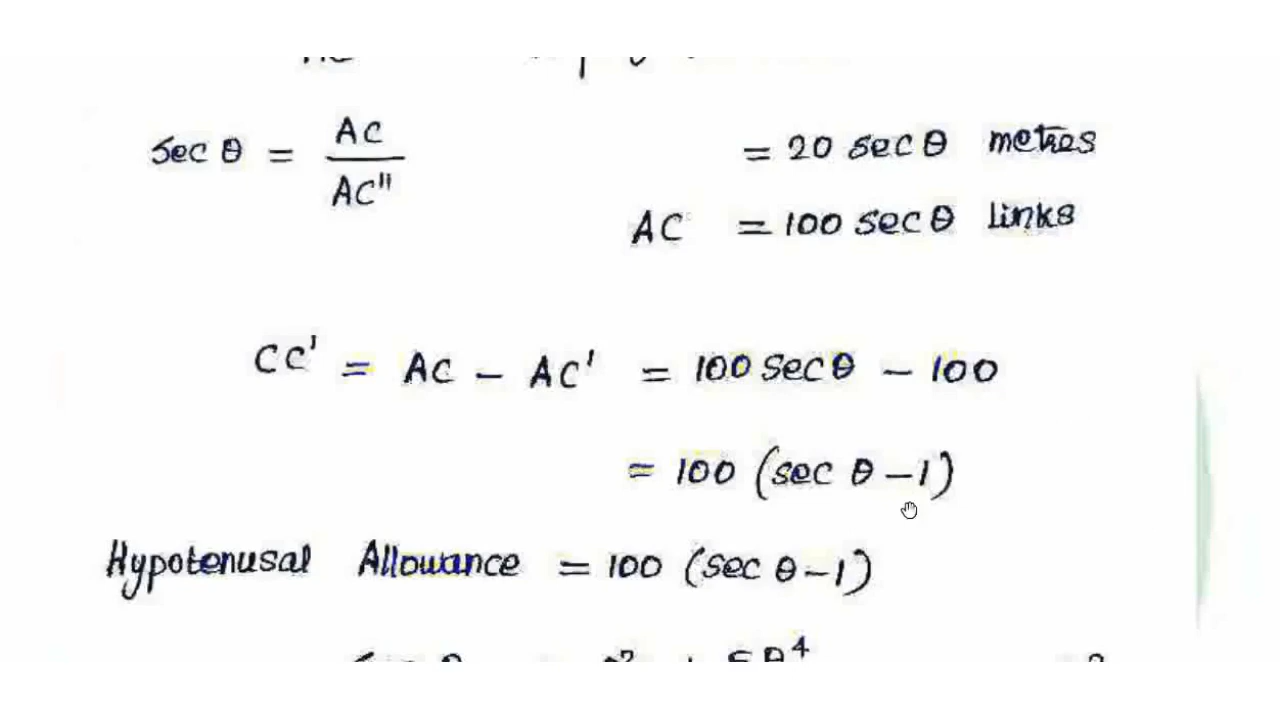 sec θ = AC / AC"
= 20 sec θ metres
AC = 100 sec θ links
CC' = AC – AC' = 100 sec θ – 100
= 100 (sec θ – 1)
Hypotenusal Allowance = 100 (sec θ – 1)